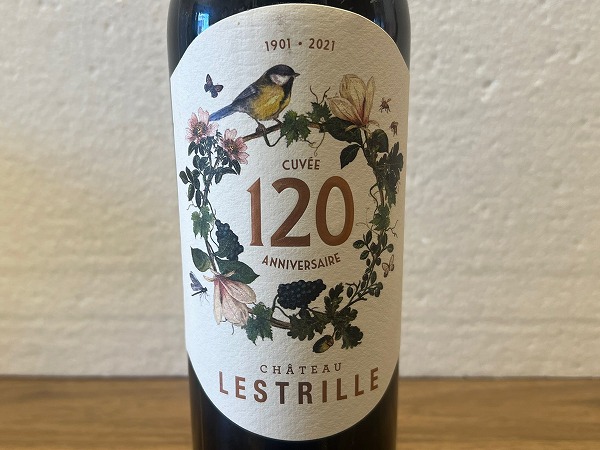 1901 • 2021
CUVÉE
120
ANNIVERSAIRE
CHÂTEAU
LESTRILLE